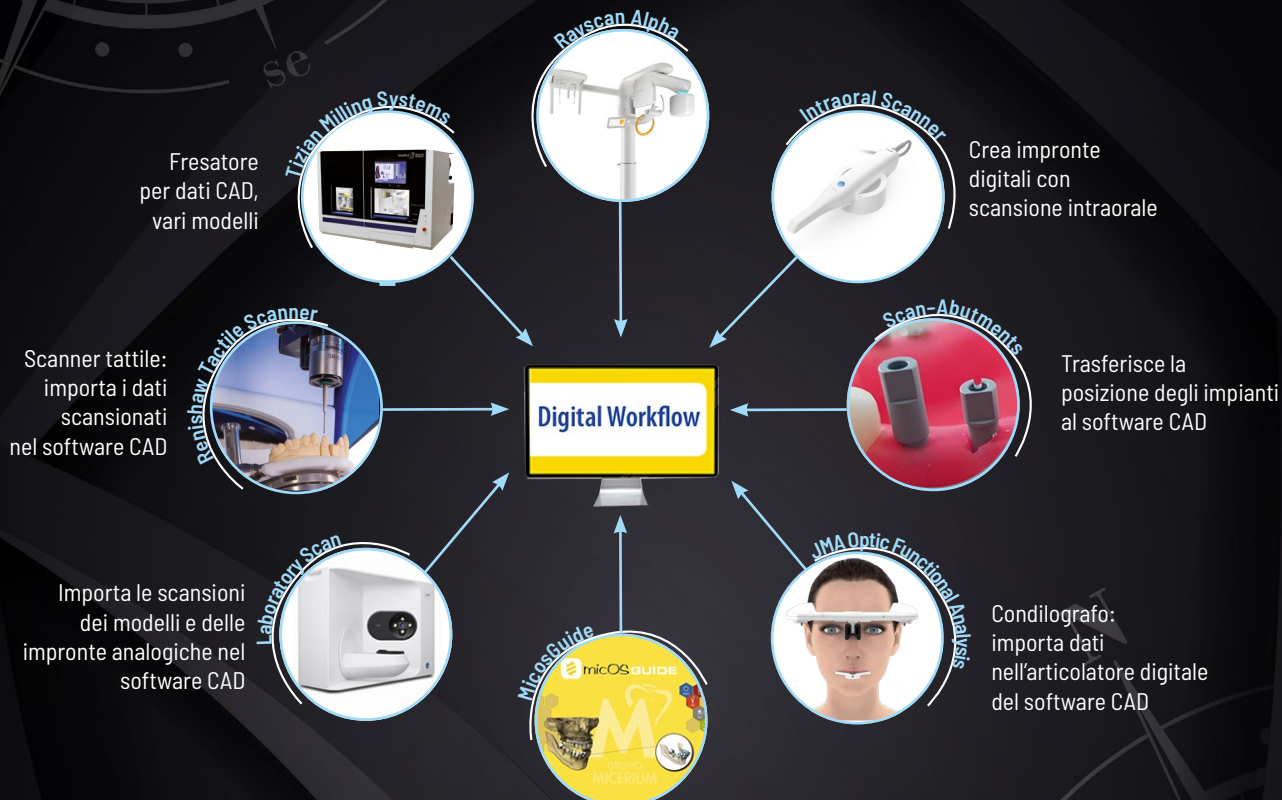 se
Rayscan Alpha
Tizian Milling Systems
Fresatore
per dati CAD,
vari modelli
Intraoral Scanner
Crea impronte
digitali con
scansione intraorale
Renishaw Tactile Scanner
Scanner tattile:
importa i dati
scansionati
nel software CAD
Digital Workflow
Scan-Abutments
Trasferisce la
posizione degli impianti
al software CAD
Laboratory Scan
Importa le scansioni
dei modelli e delle
impronte analogiche nel
software CAD
MicosGuide
micOSGUIDE
M
GRUPPO
MICERIUM
JMA Optic Functional Analysis
Condilografo:
importa dati
nell’articolatore digitale
del software CAD
N